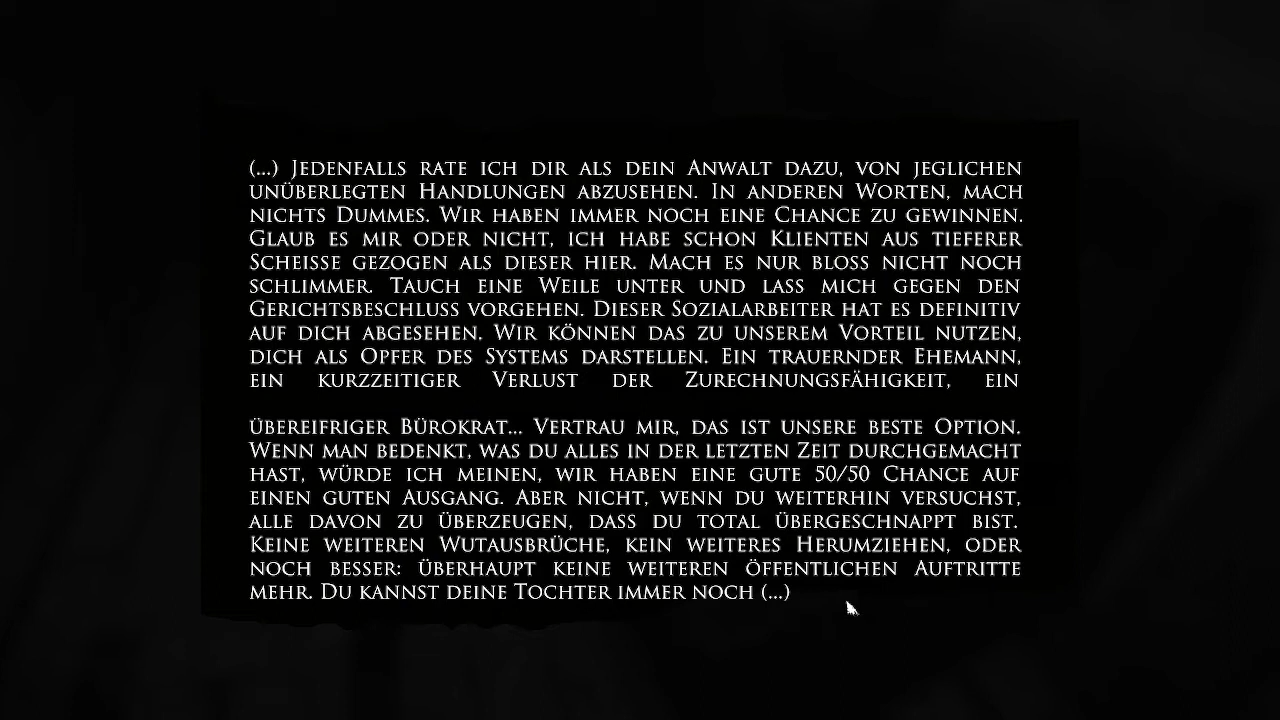 (...) Jedenfalls rate ich dir als dein Anwalt dazu, von jeglichen
unüberlegten Handlungen abzusehen. In anderen Worten, mach
nichts Dummes. Wir haben immer noch eine Chance zu gewinnen.
Glaub es mir oder nicht, ich habe schon Klienten aus tieferer
Scheisse gezogen als dieser hier. Mach es nur bloss nicht noch
schlimmer. Tauch eine Weile unter und lass mich gegen den
Gerichtsbeschluss vorgehen. Dieser Sozialarbeiter hat es definitiv
auf dich abgesehen. Wir können das zu unserem Vorteil nutzen,
dich als Opfer des Systems darstellen. Ein trauernder Ehemann,
ein kurzzeitiger Verlust der Zurechnungsfähigkeit, ein
übereifriger Bürokrat... Vertrau mir, das ist unsere beste Option.
Wenn man bedenkt, was du alles in der letzten Zeit durchgemacht
hast, würde ich meinen, wir haben eine gute 50/50 Chance auf
einen guten Ausgang. Aber nicht, wenn du weiterhin versuchst,
alle davon zu überzeugen, dass du total übergeschnappt bist.
Keine weiteren Wutausbrüche, kein weiteres Herumziehen, oder
noch besser: überhaupt keine weiteren öffentlichen Auftritte
mehr. Du kannst deine Tochter immer noch (...)